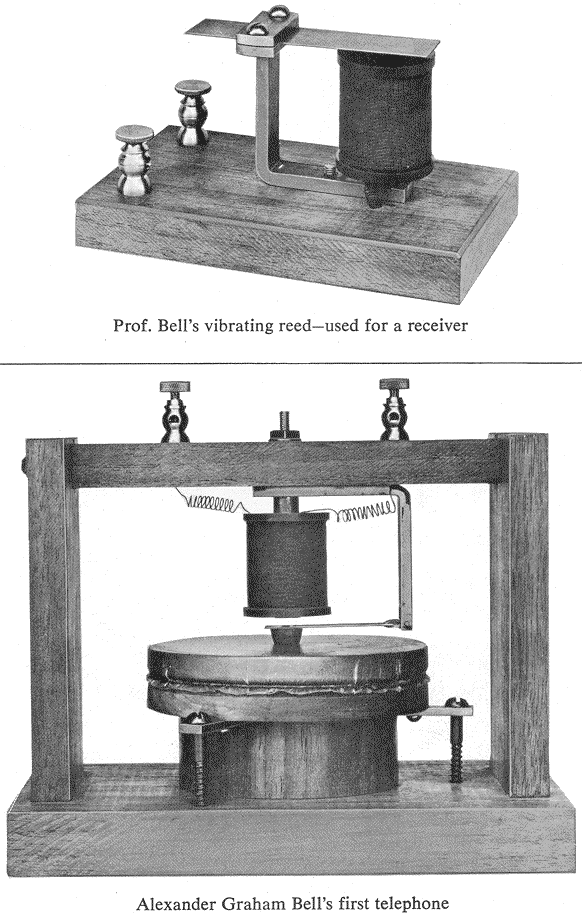 Prof. Bell's vibrating reed—used for a receiver
Alexander Graham Bell's first telephone